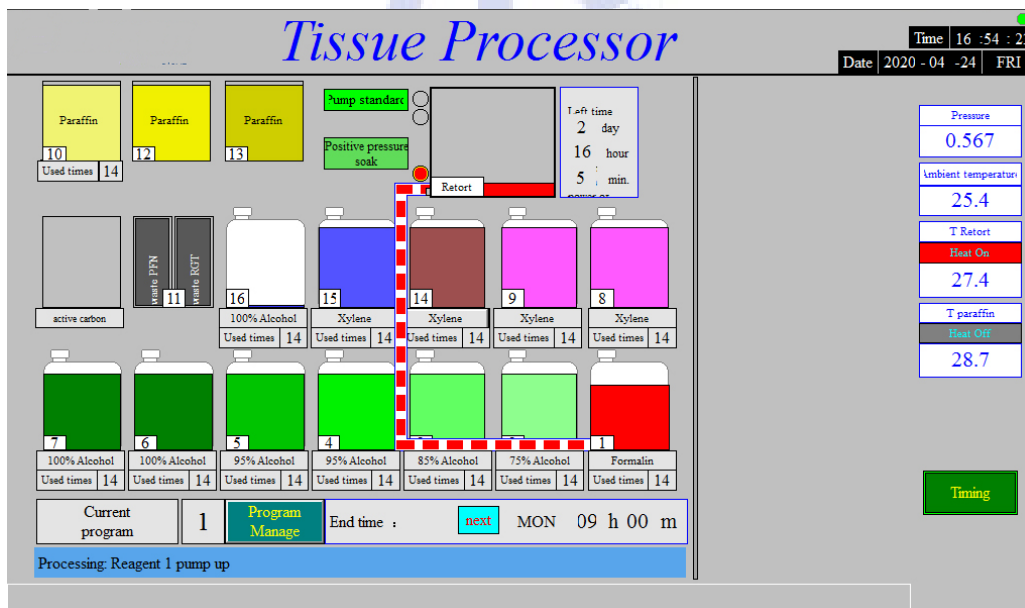 Tissue Processor
Time 16 :54 : 2
Date 2020 - 04 -24 FRI
Paraffin Paraffin Paraffin
10 12 13
Used times 14
Pump standard
Positive pressure
soak
Retort
Left time
2 day
16 hour
5 min.
Pressure
0.567
Ambient temperature
25.4
T Retort
Heat On
27.4
T paraffin
Heat Off
28.7
waste PFN waste RGT
11 16 15 14 9 8
active carbon 100% Alcohol Xylene Xylene Xylene Xylene
Used times 14 Used times 14 Used times 14 Used times 14 Used times 14
7 6 5 4 1
100% Alcohol 100% Alcohol 95% Alcohol 95% Alcohol 85% Alcohol 75% Alcohol Formalin
Used times 14 Used times 14 Used times 14 Used times 14 Used times 14 Used times 14 Used times 14
Timing
Current
program
1
Program
Manage
End time : next MON 09 h 00 m
Processing: Reagent 1 pump up